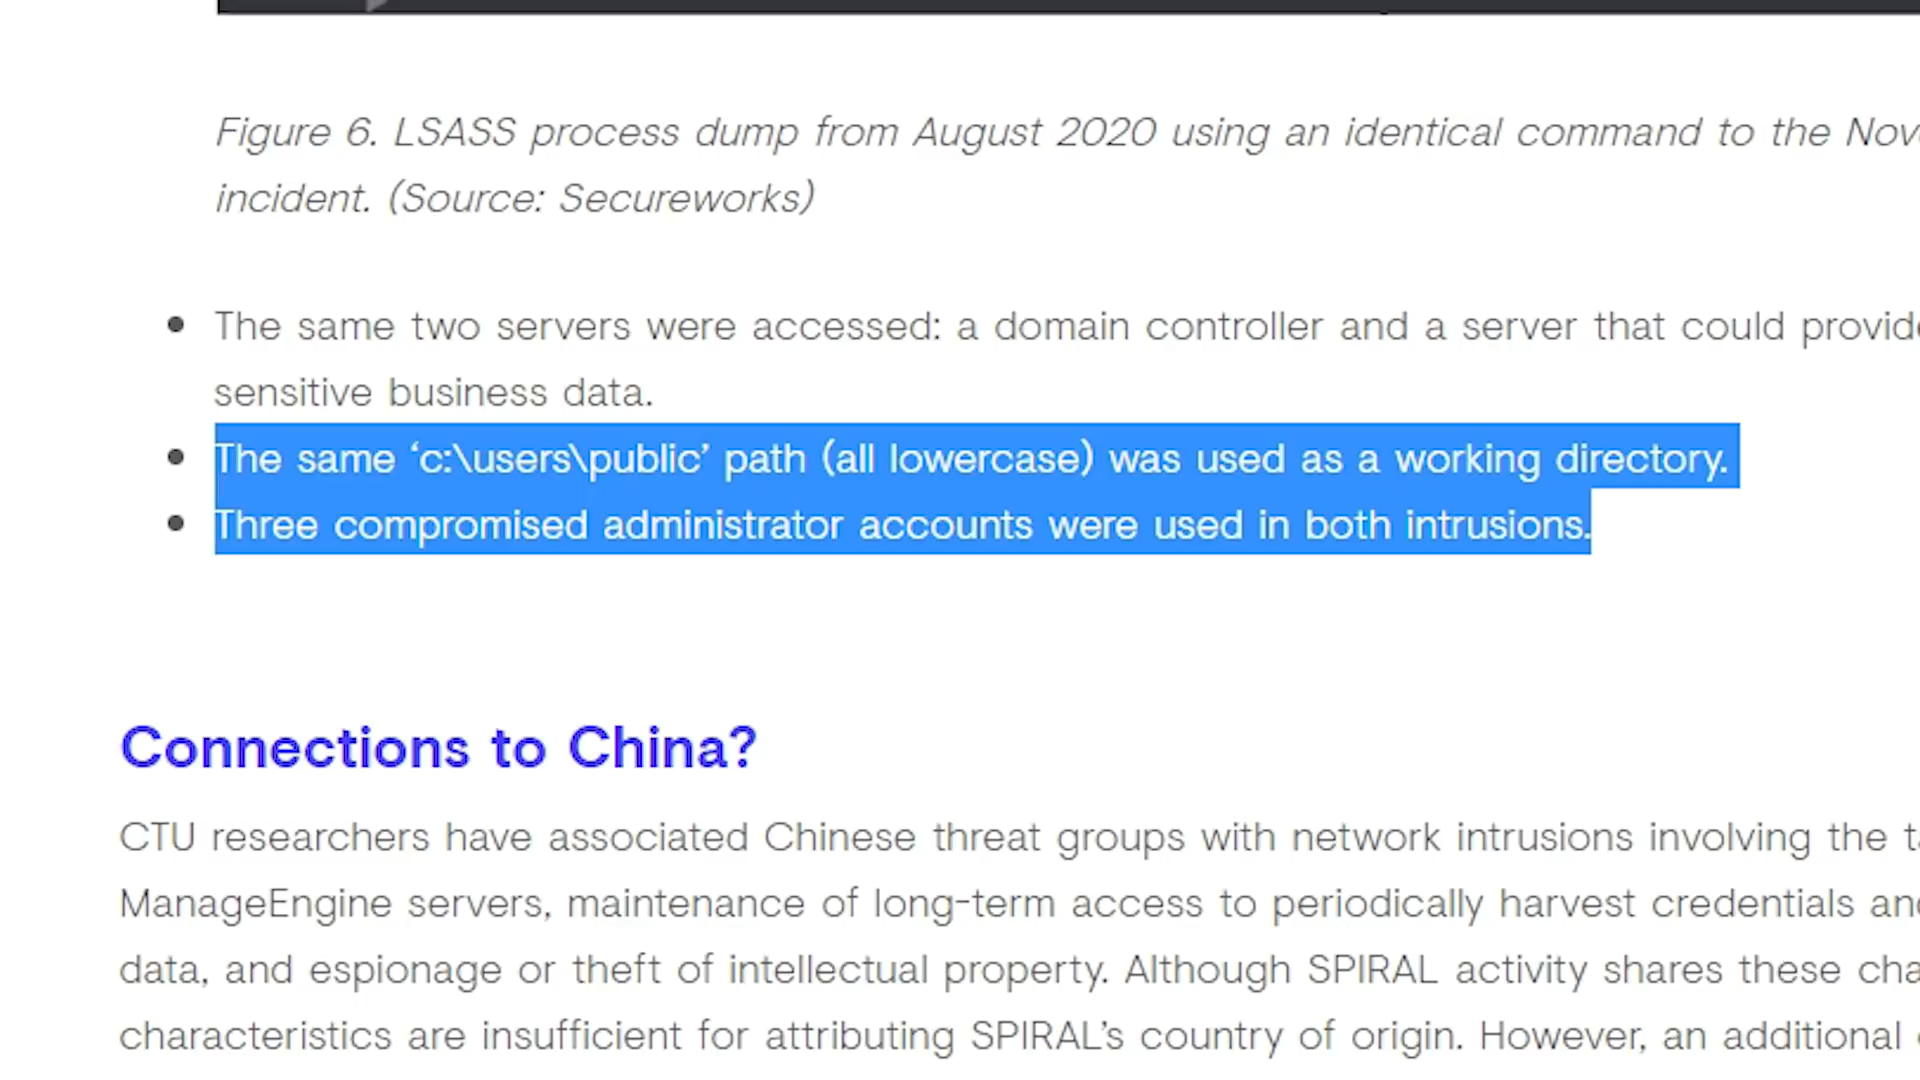 Figure 6. LSASS process dump from August 2020 using an identical command to the
incident. (Source: Secureworks)
• The same two servers were accessed: a domain controller and a server that could
sensitive business data.
• The same ‘c:\users\public’ path (all lowercase) was used as a working directory.
• Three compromised administrator accounts were used in both intrusions.
Connections to China?
CTU researchers have associated Chinese threat groups with network intrusions involving the
ManageEngine servers, maintenance of long-term access to periodically harvest credentials
data, and espionage or theft of intellectual property. Although SPIRAL activity shares these
characteristics are insufficient for attributing SPIRAL’s country of origin. However, an additional